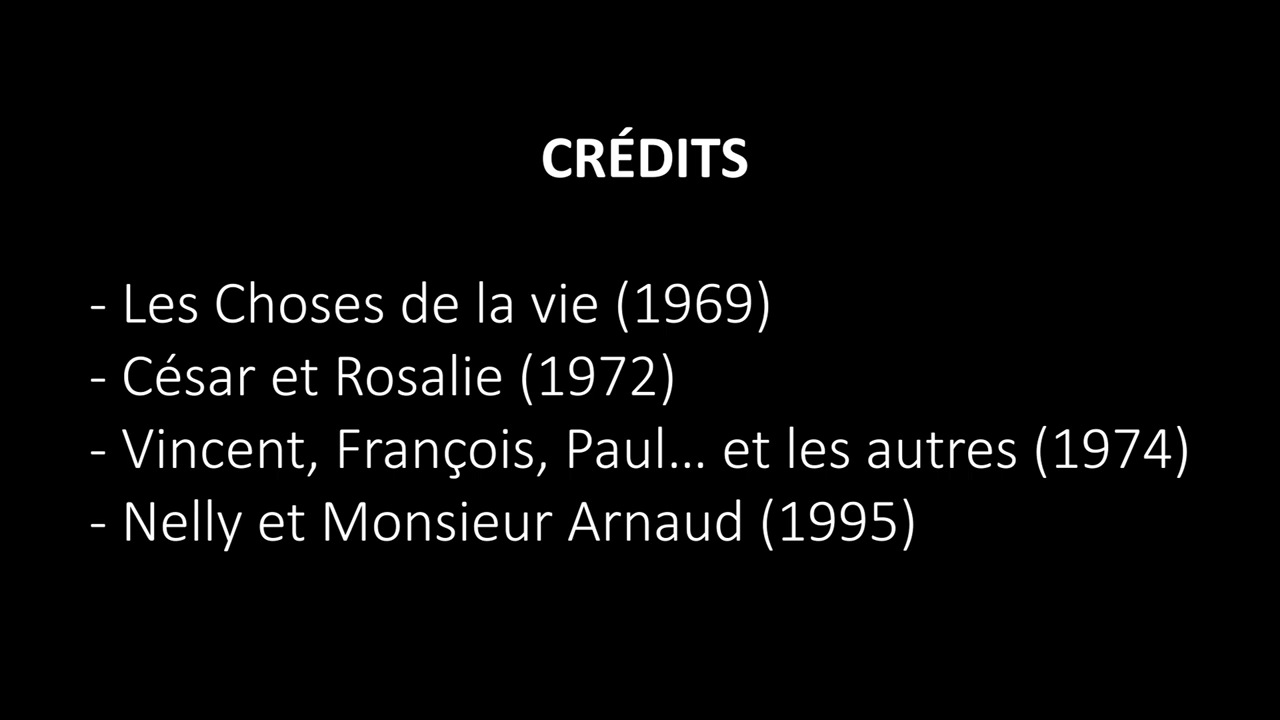 CRÉDITS
- Les Choses de la vie (1969)
- César et Rosalie (1972)
- Vincent, François, Paul... et les autres (1974)
- Nelly et Monsieur Arnaud (1995)